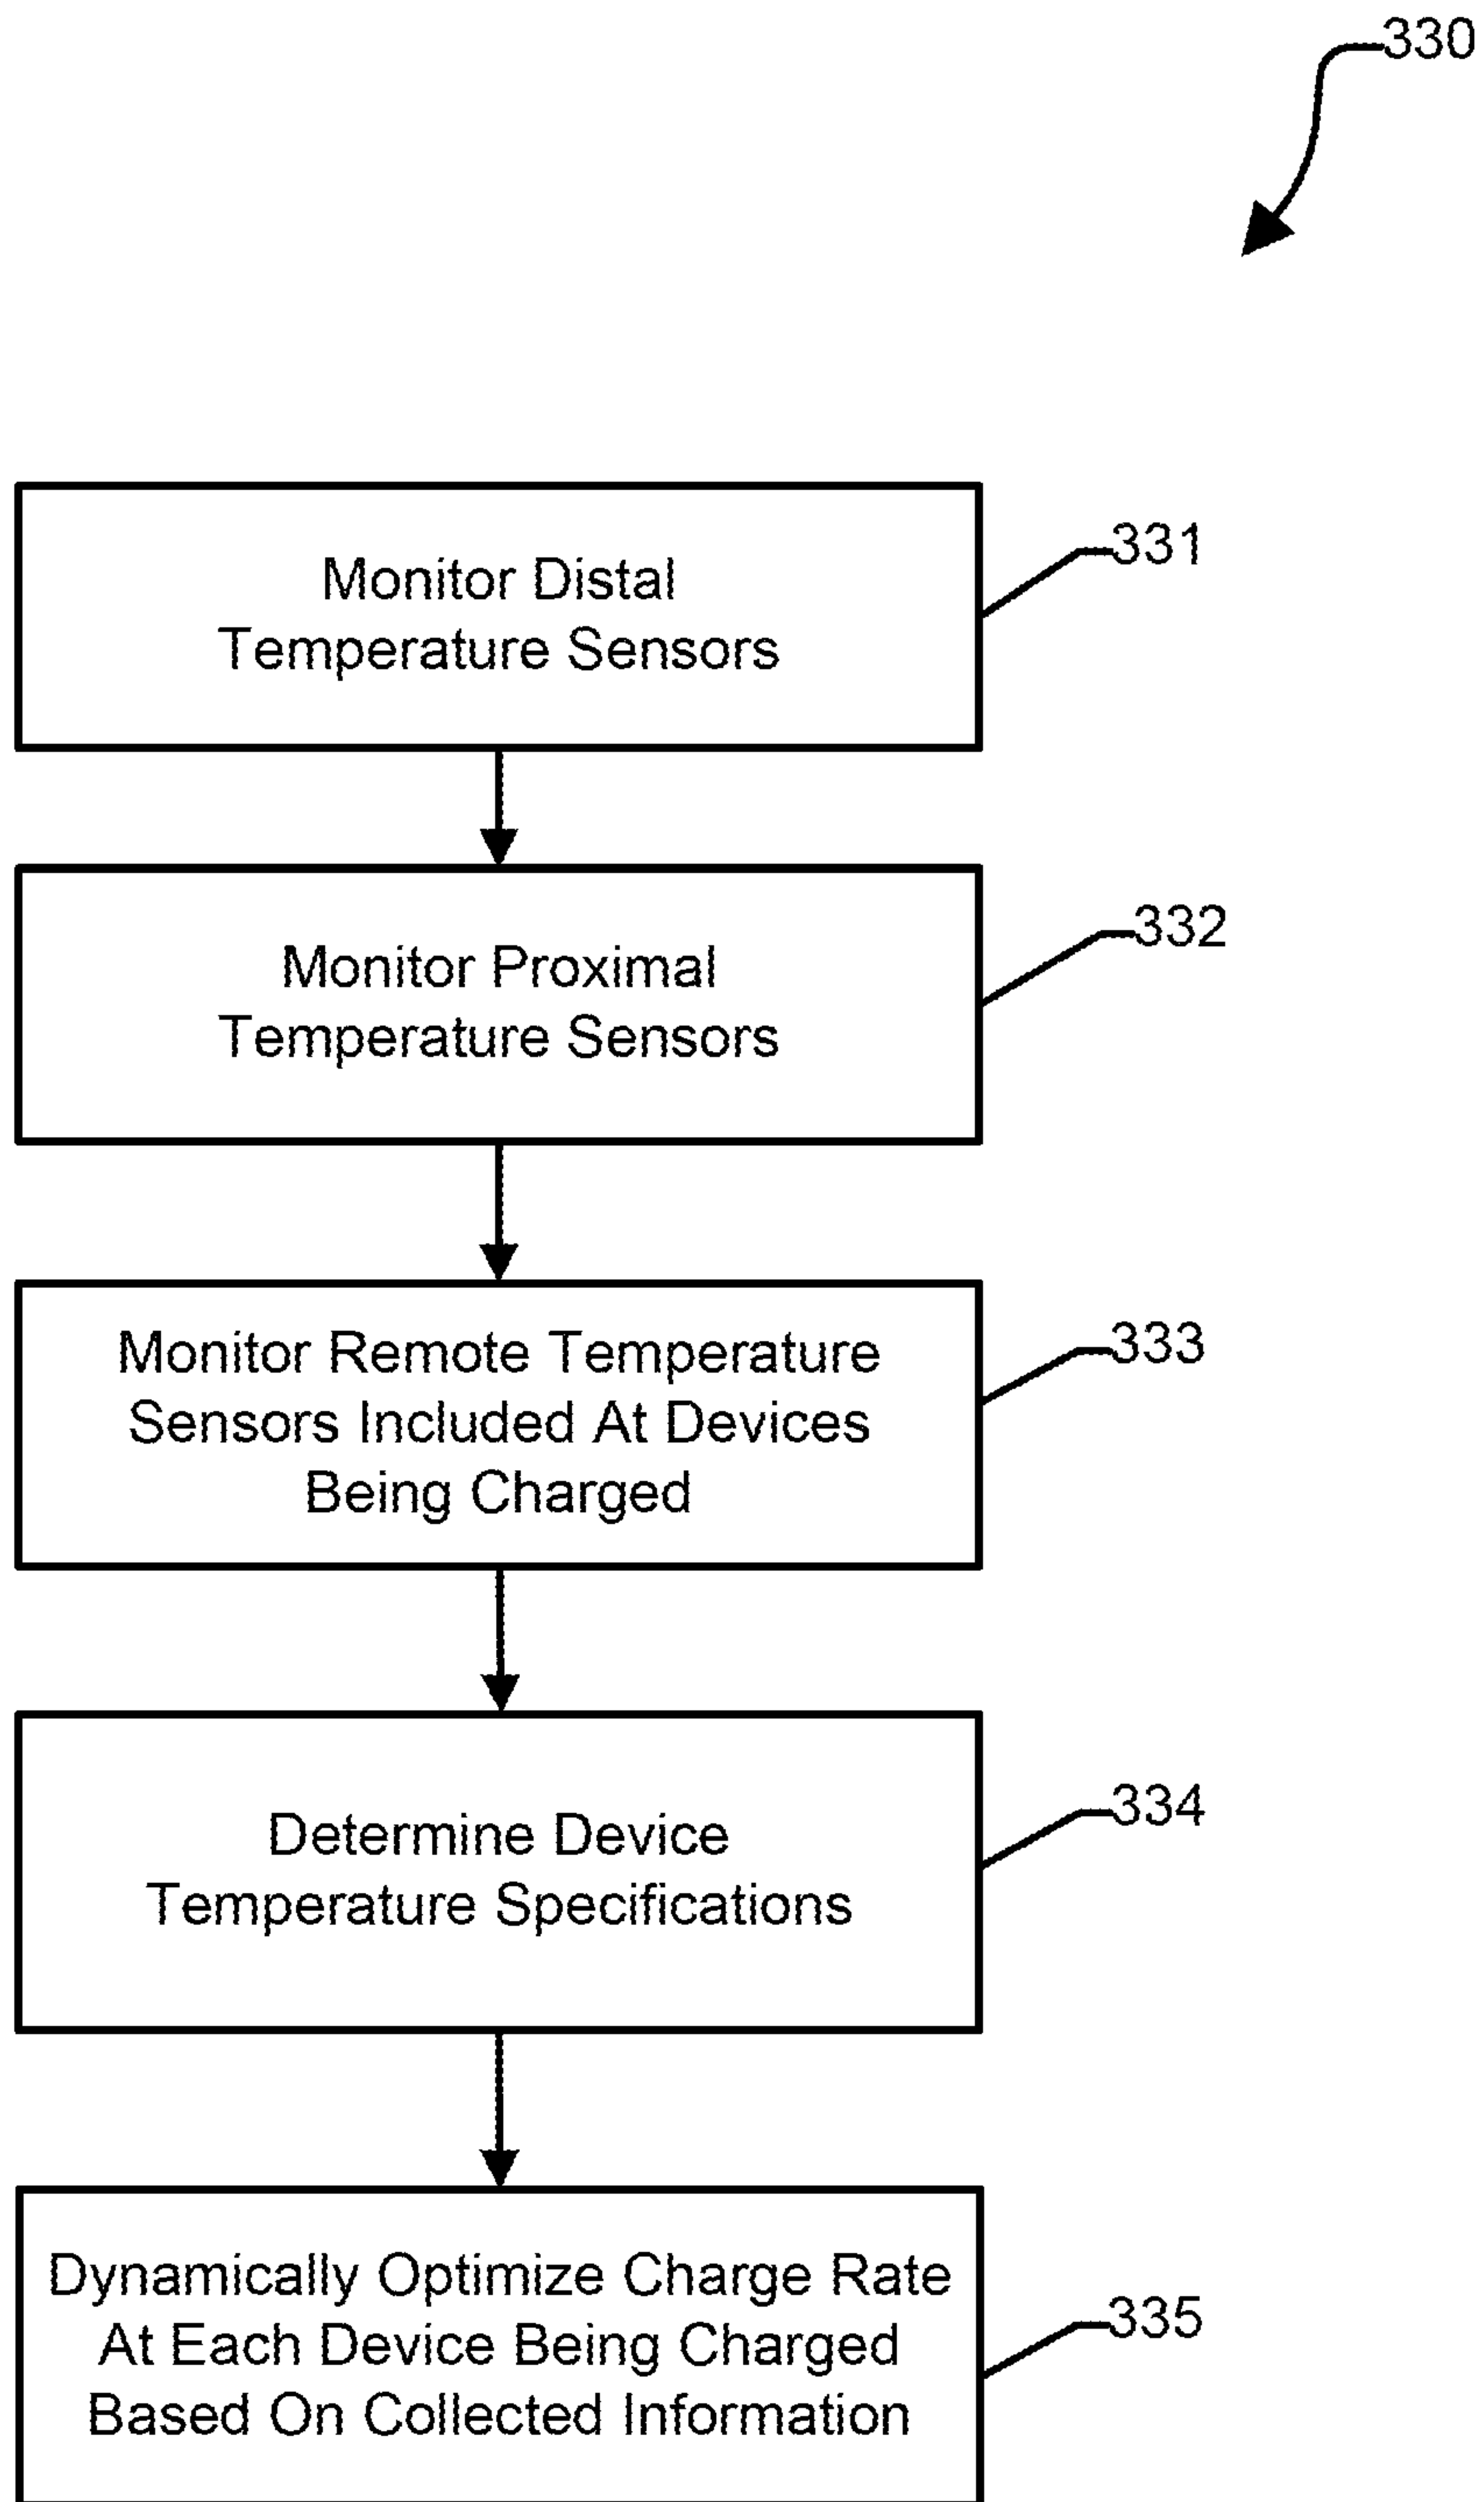 330
Monitor Distal
Temperature Sensors
331
Monitor Proximal
Temperature Sensors
332
Monitor Remote Temperature
Sensors Included At Devices
Being Charged
333
Determine Device
Temperature Specifications
334
Dynamically Optimize Charge Rate
At Each Device Being Charged
Based On Collected Information
335